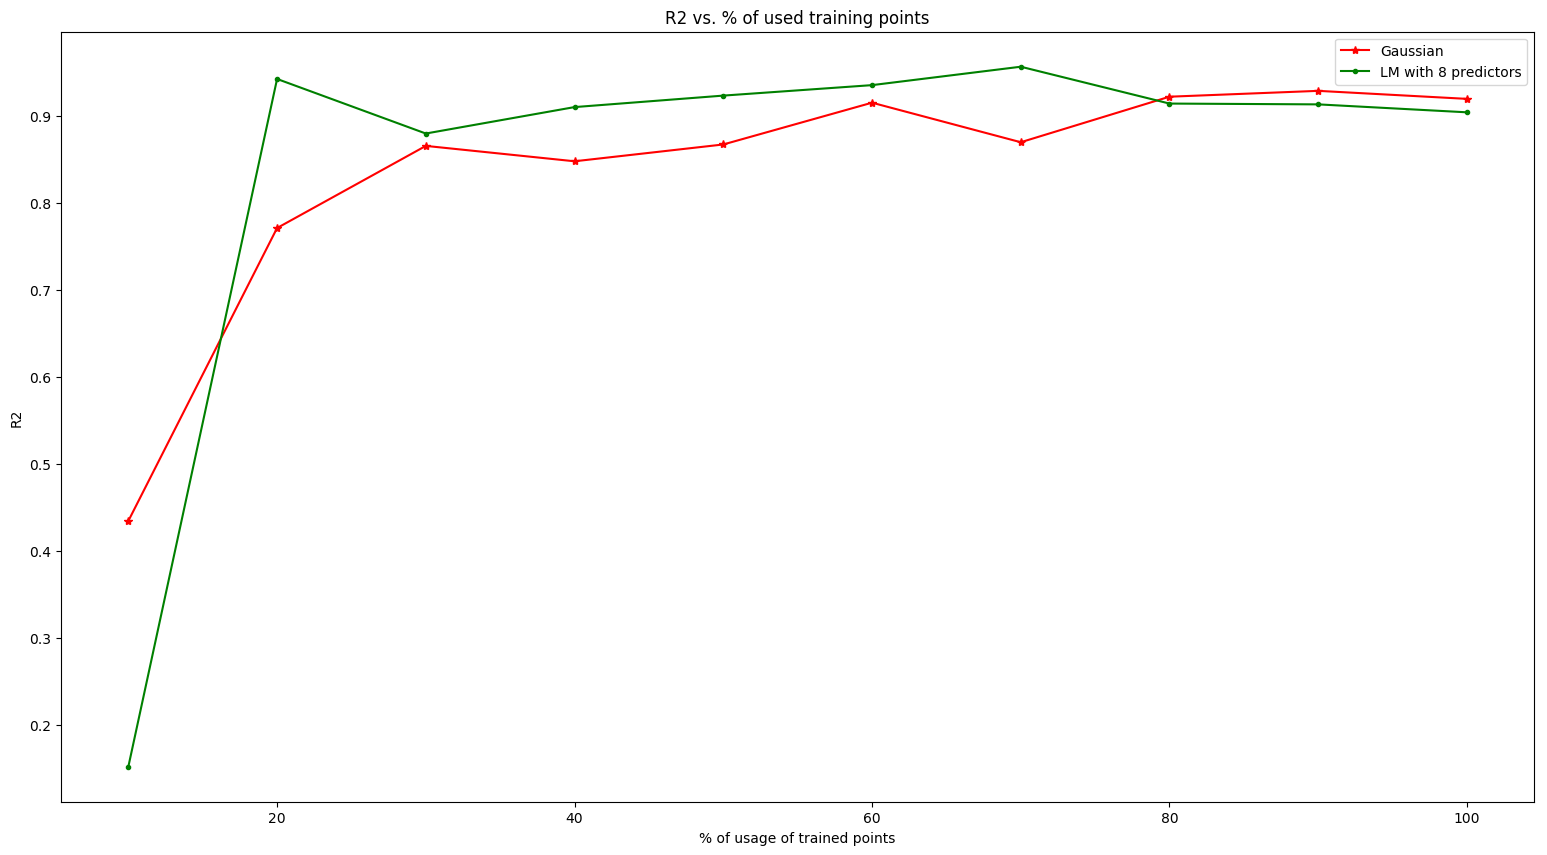 R2 vs. % of used training points
Gaussian
LM with 8 predictors
0.9
0.8
0.7
0.6
0.5
0.4
0.3
0.2
R2
20
40
60
80
100
% of usage of trained points